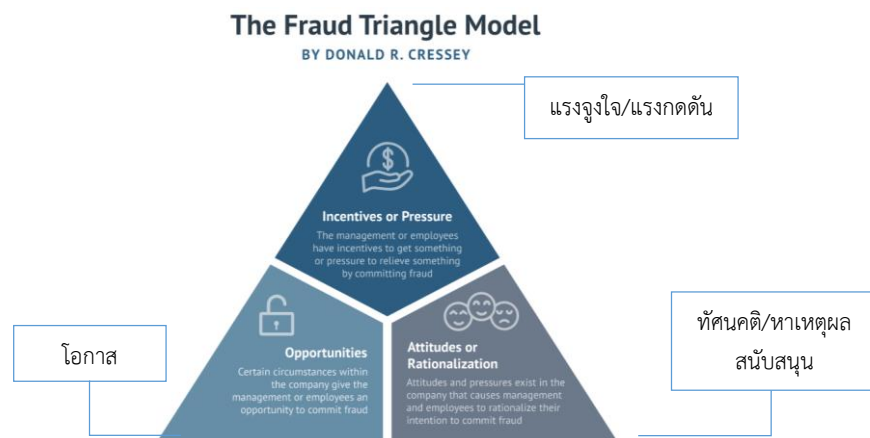 The Fraud Triangle Model
BY DONALD R. CRESSEY
แรงจูงใจ/แรงกดดัน
$
Incentives or Pressure
The management or employees
have incentives to get something
or pressure to relieve something
by committing fraud
โอกาส
Opportunities
Certain circumstances within
the company give the
management or employees an
opportunity to commit fraud
Attitudes or
Rationalization
Attitudes and pressures exist in the
company that causes management
and employees to rationalize their
intention to commit fraud
ทัศนคติ/หาเหตุผล
สนับสนุน